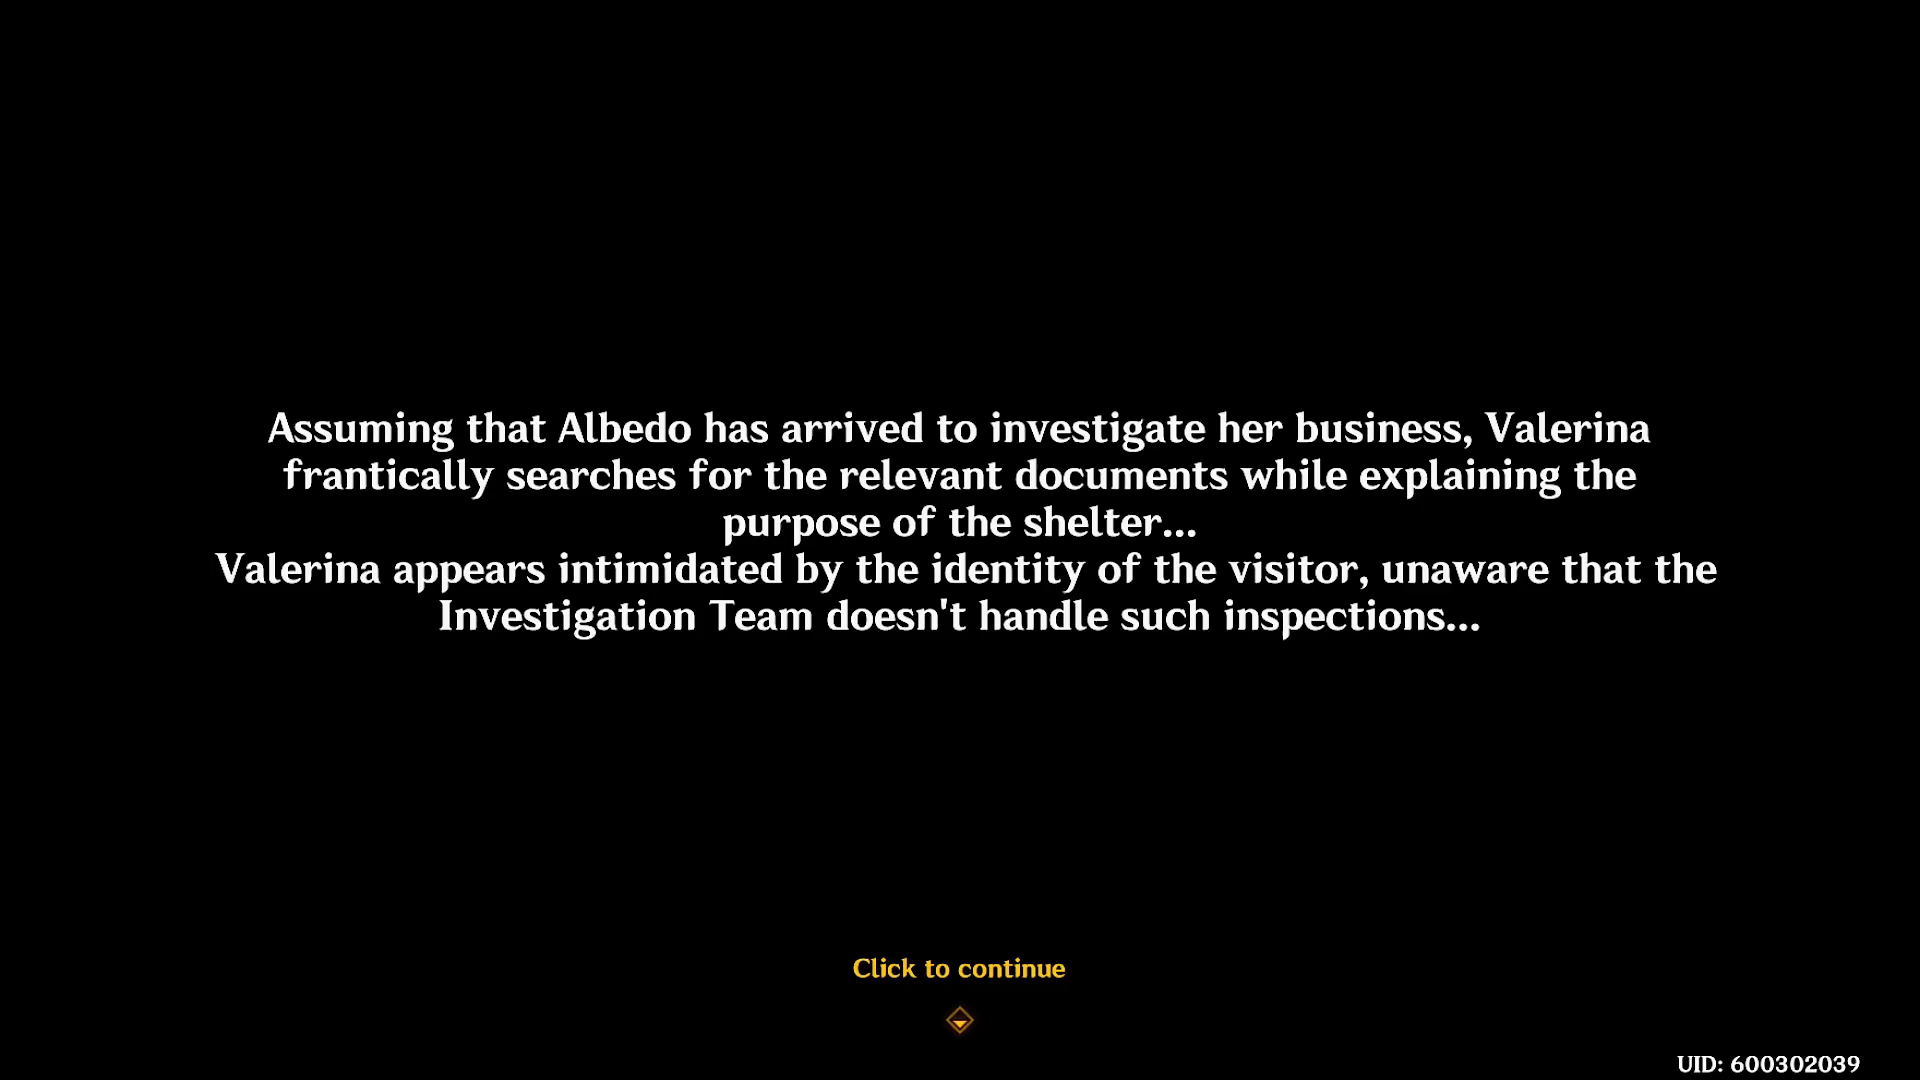 Assuming that Albedo has arrived to investigate her business, Valerina
frantically searches for the relevant documents while explaining the
purpose of the shelter...
Valerina appears intimidated by the identity of the visitor, unaware that the
Investigation Team doesn't handle such inspections...
Click to continue
UID: 600302039